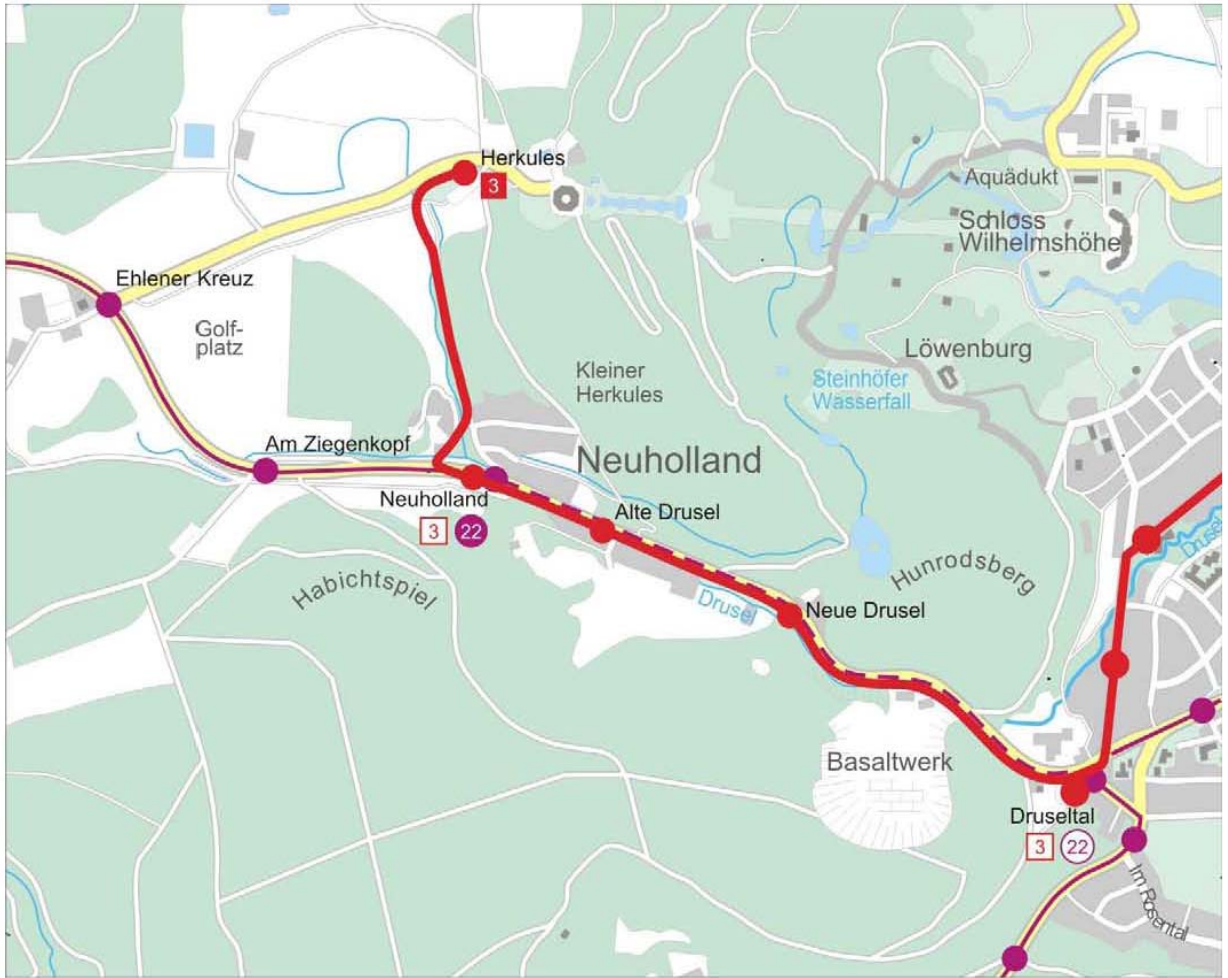 Herkules
3
Aquädukt
Schloss
Wilhelmshöhe
Ehlener Kreuz
Golf-
platz
Kleiner
Herkules
Löwenburg
Steinhöfer
Wasserfall
Am Ziegenkopf
Neuholland
Neuholland
3 22
Alte Drusel
Habichtspiel
Hunrodsberg
Drusel
Drusel
Neue Drusel
Basaltwerk
Druseltal
3 22
Im Rosental